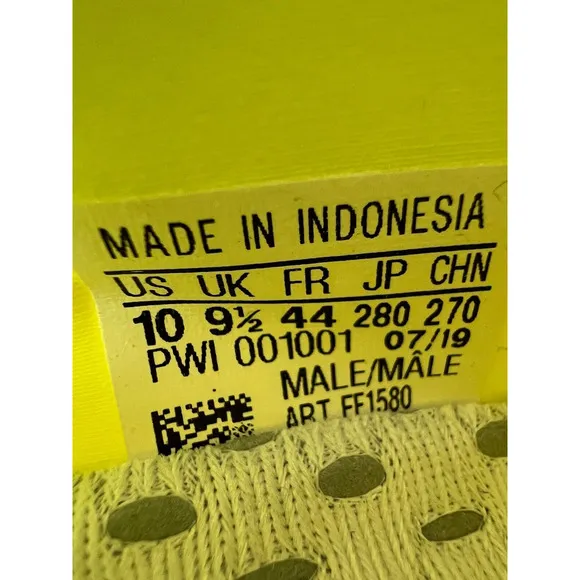 MADE IN INDONESIA
US UK FR JP CHN
10 9½ 44 280 270
PWI 001001 07/19
MALE/MÂLE
ART EF1580